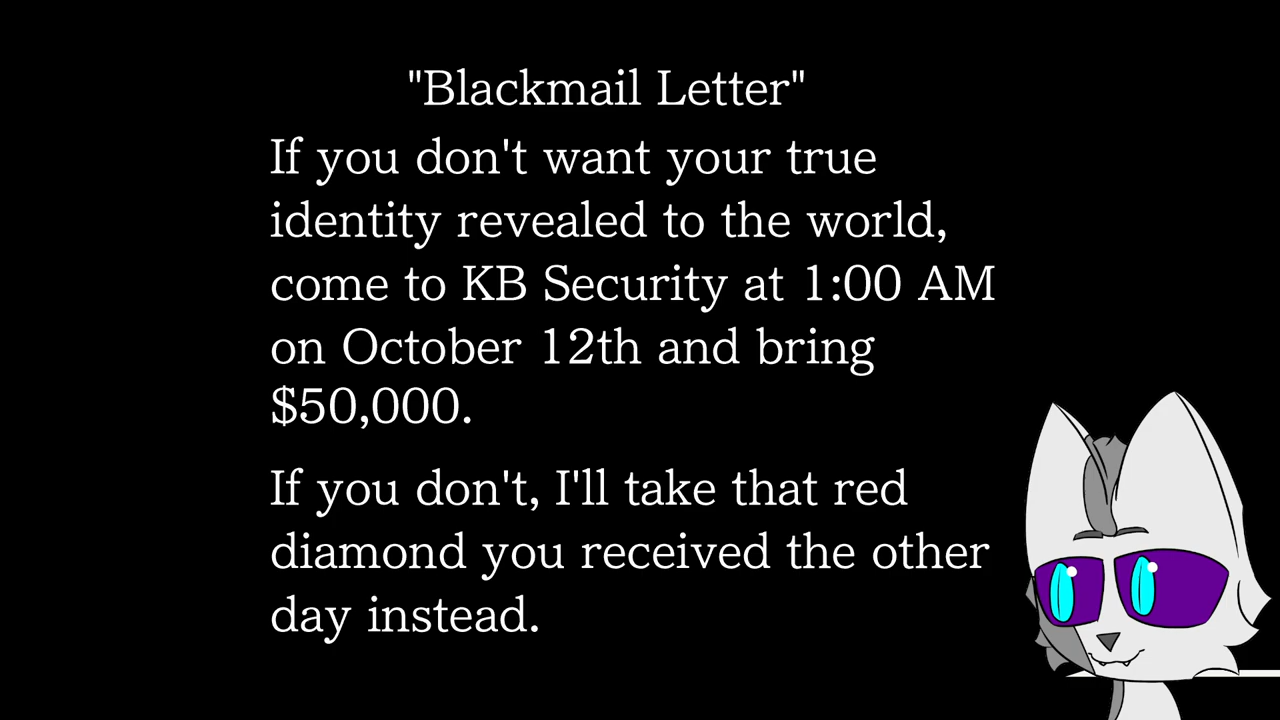 "Blackmail Letter"
If you don't want your true
identity revealed to the world,
come to KB Security at 1:00 AM
on October 12th and bring
$50,000.
If you don't, I'll take that red
diamond you received the other
day instead.